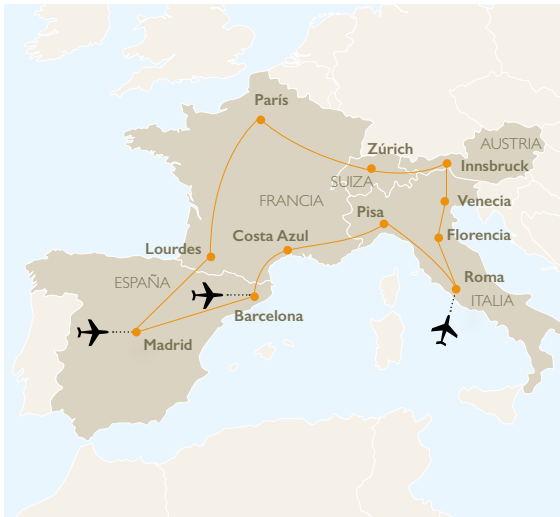 París
AUSTRIA
Zúrich
Innsbruck
SUIZA
Venecia
FRANCIA
Pisa
Costa Azul
Florencia
Lourdes
Roma
ESPAÑA
ITALIA
Barcelona
Madrid